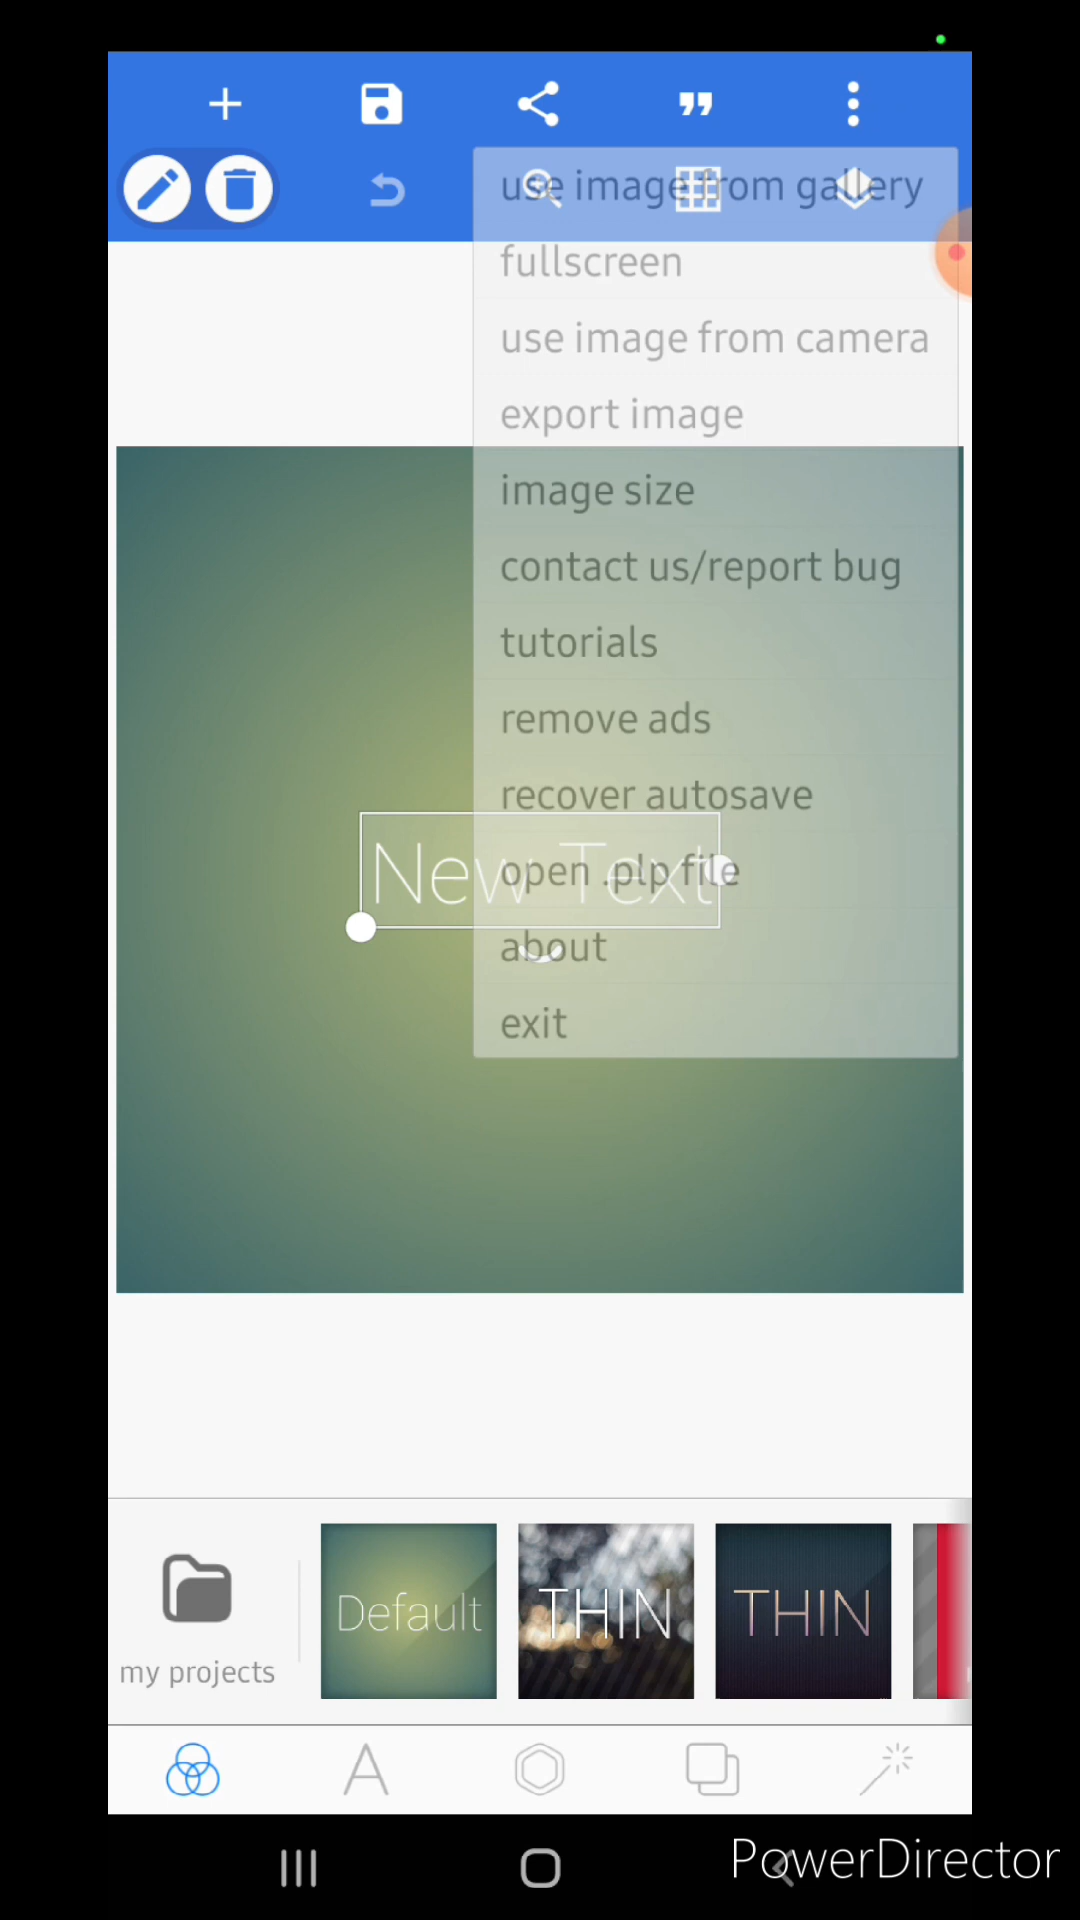 use image from gallery
fullscreen
use image from camera
export image
image size
contact us/report bug
tutorials
remove ads
recover autosave
New Text
open .plp file
about
exit
my projects
Default
THIN
THIN
PowerDirector